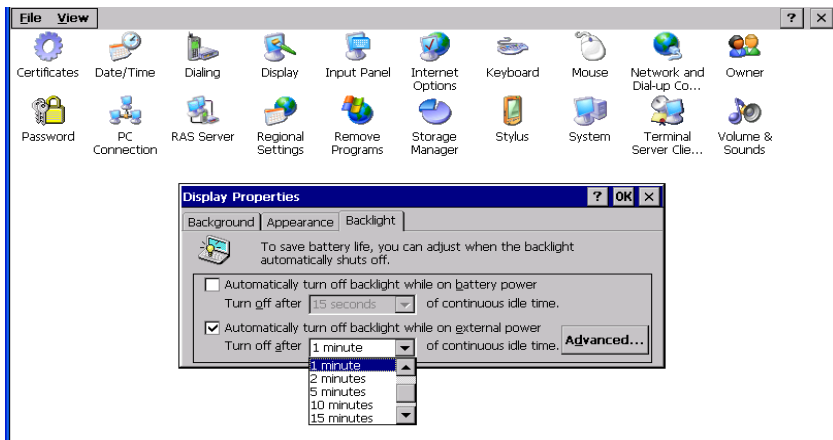 File View ? ×
Certificates Date/Time Dialing Display Input Panel Internet Options Keyboard Mouse Network and Dial-up Co... Owner
Password PC Connection RAS Server Regional Settings Remove Programs Storage Manager Stylus System Terminal Server Clie... Volume & Sounds
Display Properties ? OK ×
Background Appearance Backlight
To save battery life, you can adjust when the backlight
automatically shuts off.
Automatically turn off backlight while on battery power
Turn off after 15 seconds of continuous idle time.
Automatically turn off backlight while on external power
Turn off after 1 minute of continuous idle time. Advanced...
1 minute
2 minutes
5 minutes
10 minutes
15 minutes